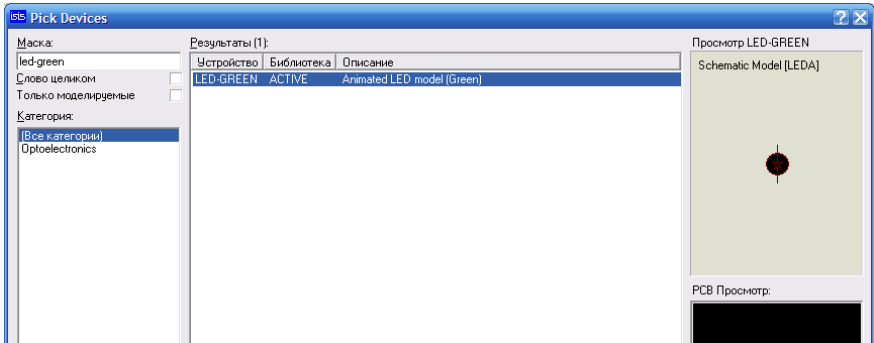 isis Pick Devices
Маска:
led-green
Слово целиком
Только моделируемые
Категория:
(Все категории)
Optoelectronics
Результаты (1):
Устройство Библиотека Описание
LED-GREEN ACTIVE Animated LED model (Green)
Просмотр LED-GREEN
Schematic Model [LEDA]
PCB Просмотр: